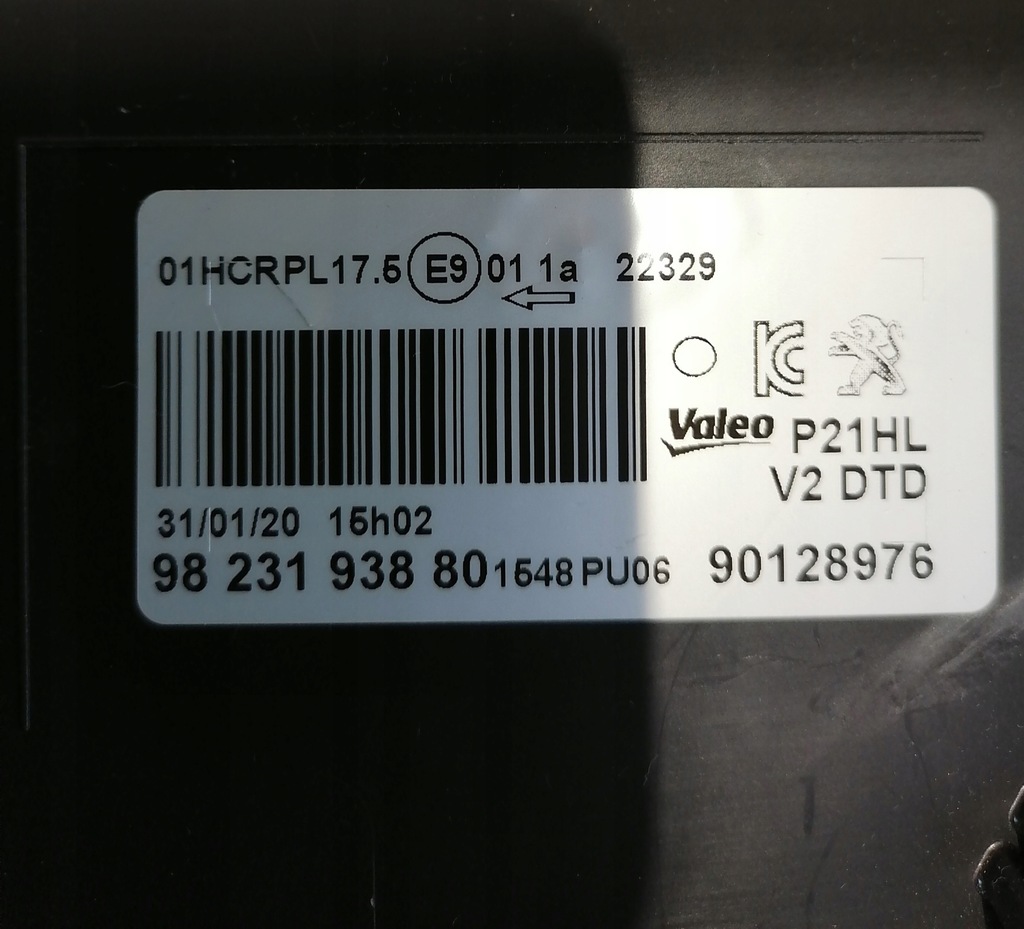 01HCRPL17.5 E9 01 1a 22329
KC
Valeo P21HL
V2 DTD
31/01/20 15h02
98 231 938 80 1548 PU06 90128976